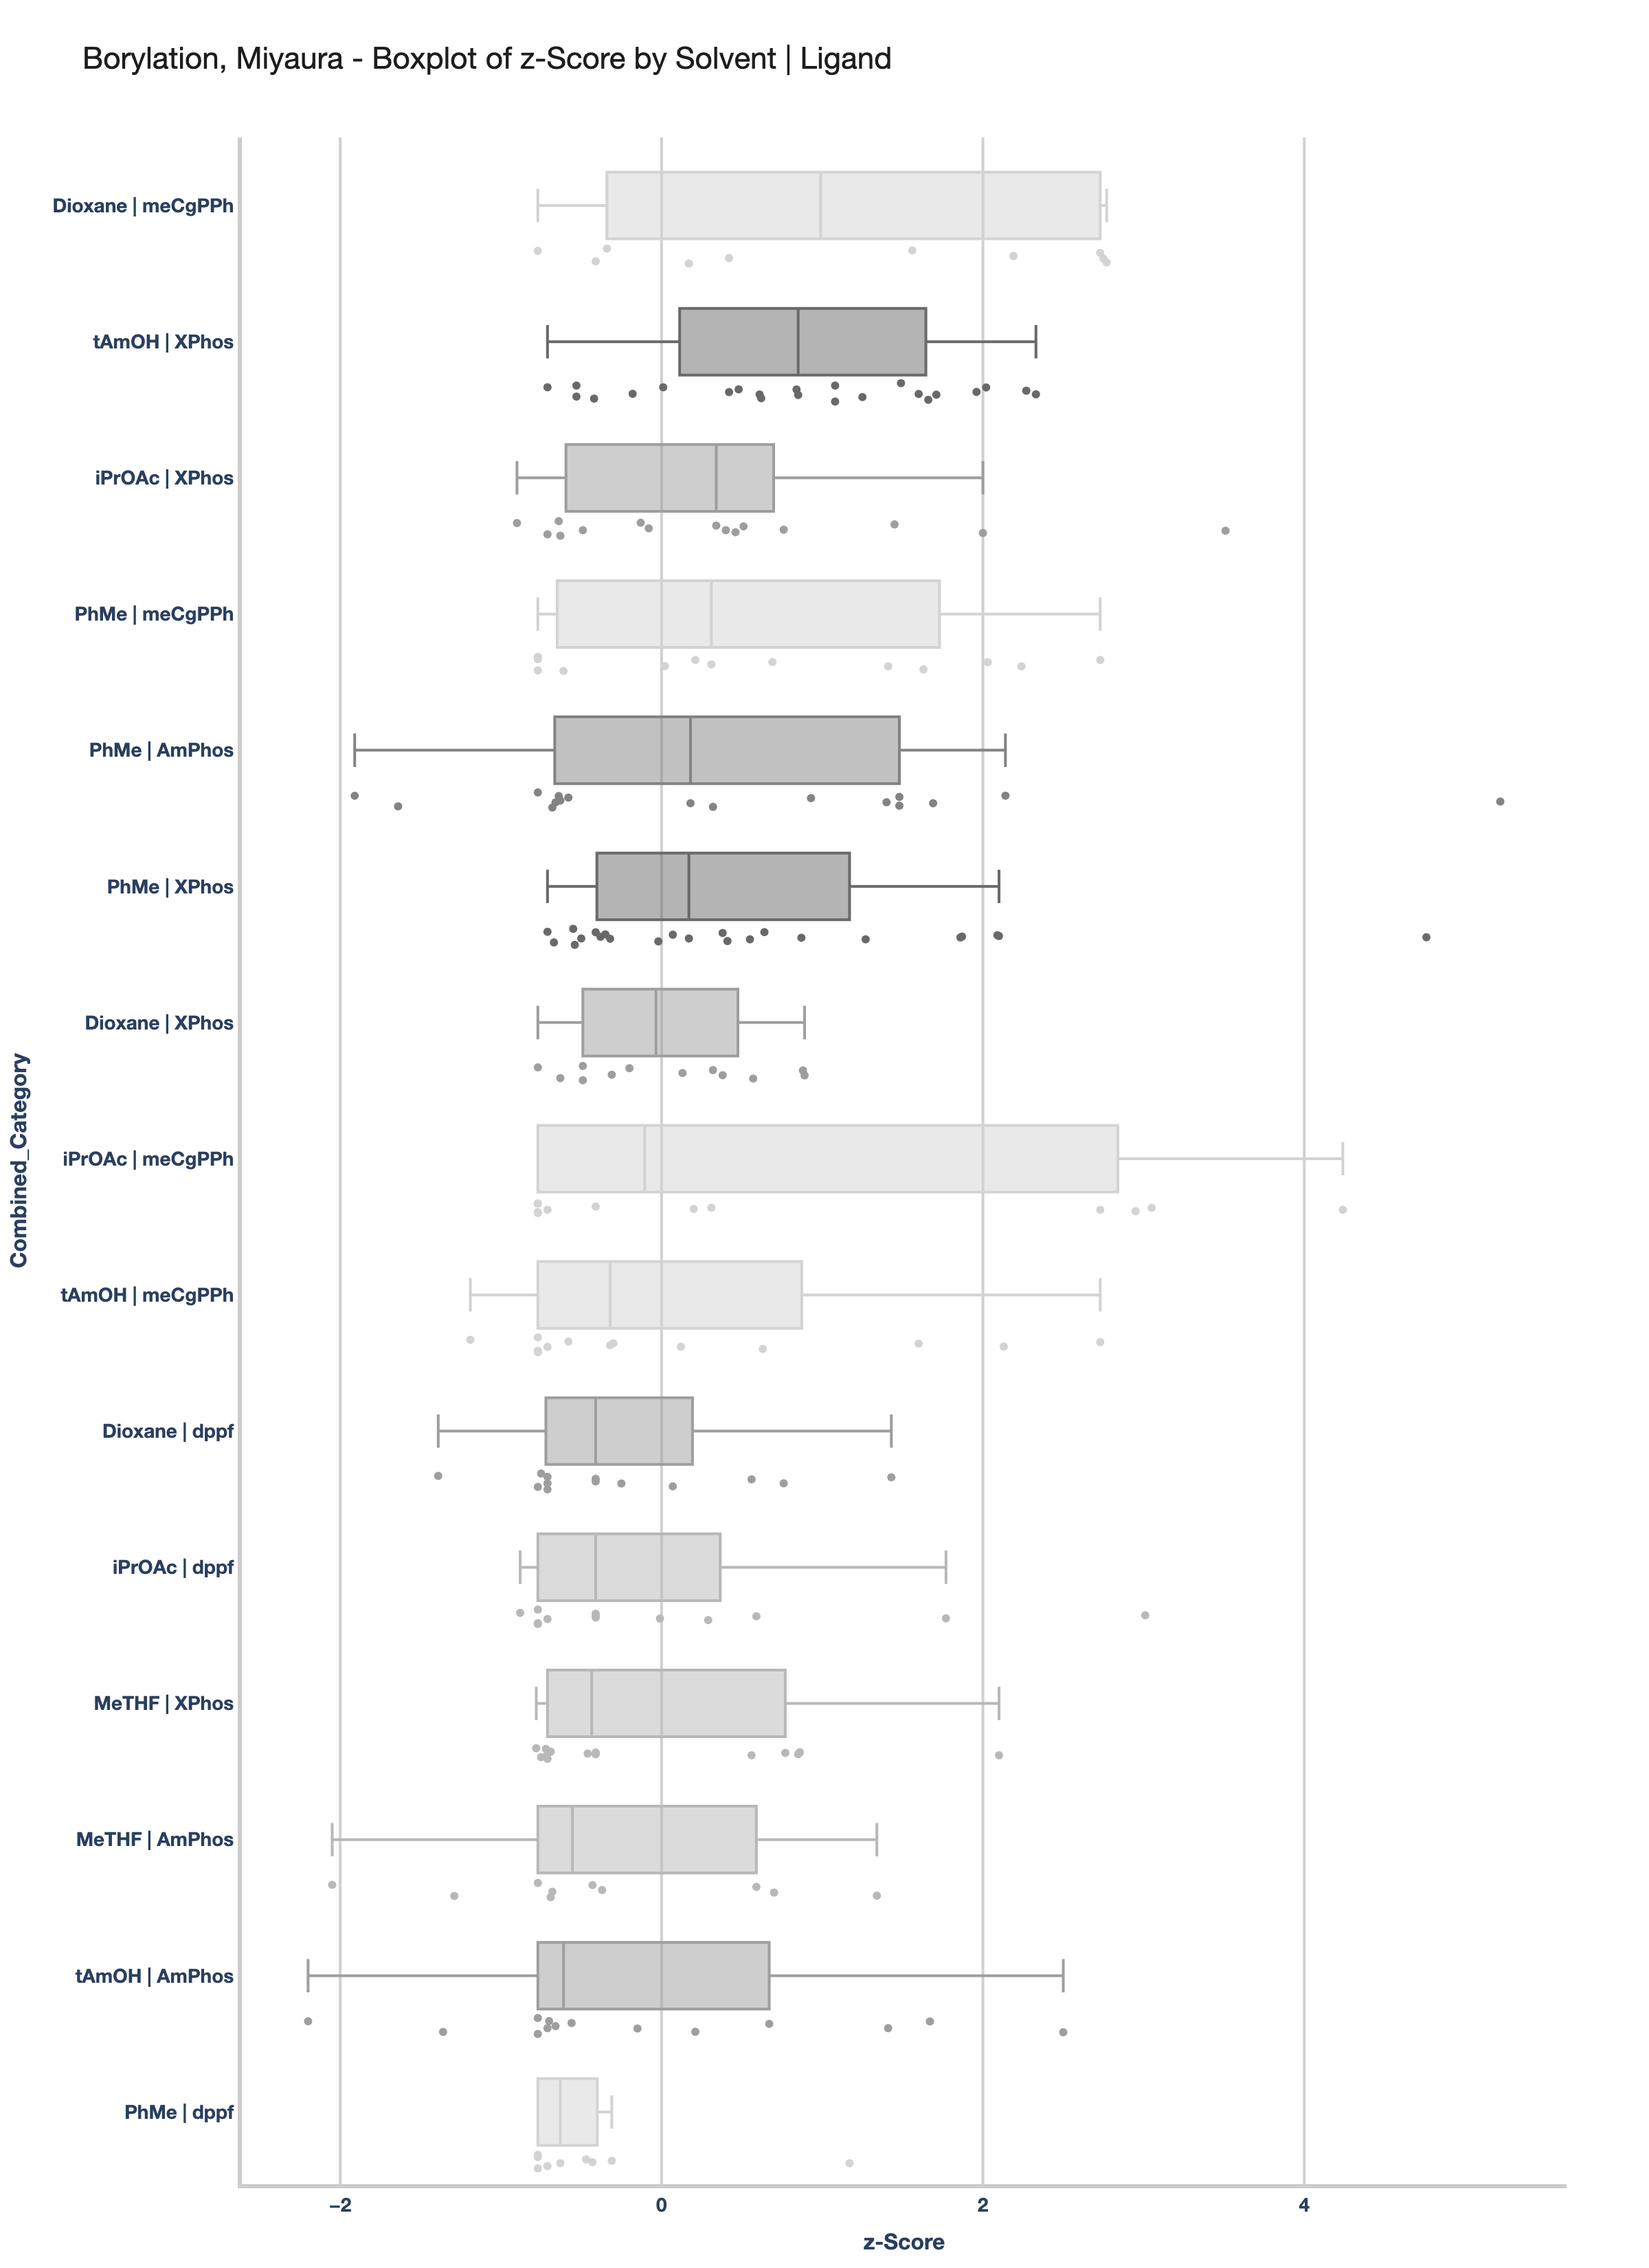 Borylation, Miyaura - Boxplot of z-Score by Solvent | Ligand
Combined_Category
Dioxane | meCgPPh
tAmOH | XPhos
iPrOAc | XPhos
PhMe | meCgPPh
PhMe | AmPhos
PhMe | XPhos
Dioxane | XPhos
iPrOAc | meCgPPh
tAmOH | meCgPPh
Dioxane | dppf
iPrOAc | dppf
MeTHF | XPhos
MeTHF | AmPhos
tAmOH | AmPhos
PhMe | dppf
−2 0 2 4
z-Score